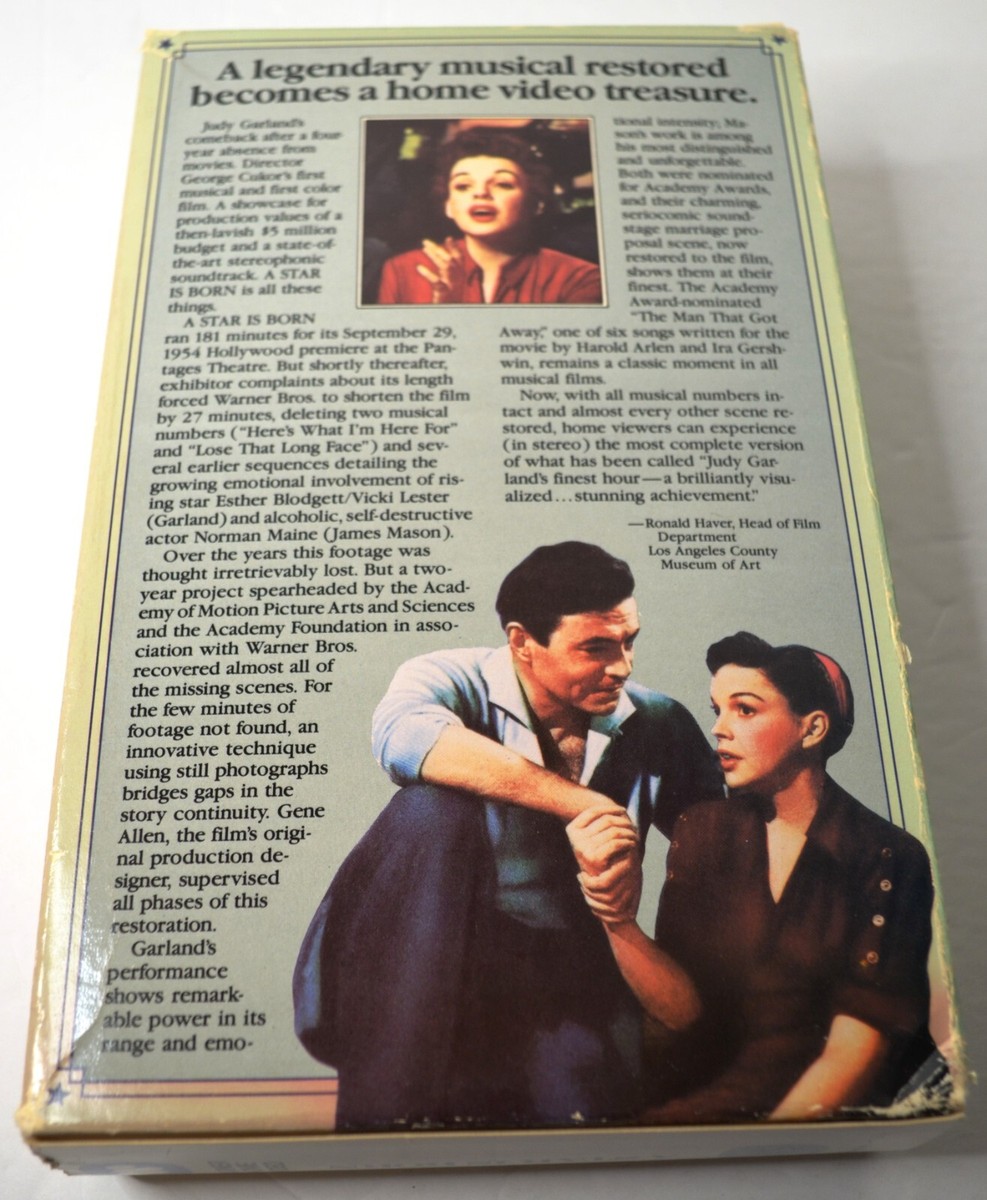 A legendary musical restored
becomes a home video treasure.
Judy Garland's
comeback after a four-
year absence from
movies. Director
George Cukor's first
musical and first color
film. A showcase for
production values of a
then-lavish $5 million
budget and a state-of-
the-art stereophonic
soundtrack. A STAR
IS BORN is all these
things.
A STAR IS BORN
ran 181 minutes for its September 29,
1954 Hollywood premiere at the Pan-
tages Theatre. But shortly thereafter,
exhibitor complaints about its length
forced Warner Bros. to shorten the film
by 27 minutes, deleting two musical
numbers ("Here's What I'm Here For"
and "Lose That Long Face") and sev-
eral earlier sequences detailing the
growing emotional involvement of ris-
ing star Esther Blodgett/Vicki Lester
(Garland) and alcoholic, self-destructive
actor Norman Maine (James Mason).
Over the years this footage was
thought irretrievably lost. But a two-
year project spearheaded by the Acad-
emy of Motion Picture Arts and Sciences
and the Academy Foundation in asso-
ciation with Warner Bros.
recovered almost all of
the missing scenes. For
the few minutes of
footage not found, an
innovative technique
using still photographs
bridges gaps in the
story continuity. Gene
Allen, the film's origi-
nal production de-
signer, supervised
all phases of this
restoration.
Garland's
performance
shows remark-
able power in its
range and emo-
tional intensity; Ma-
son's work is among
his most distinguished
and unforgettable.
Both were nominated
for Academy Awards,
and their charming,
seriocomic sound-
stage marriage pro-
posal scene, now
restored to the film,
shows them at their
finest. The Academy
Award-nominated
"The Man That Got
Away," one of six songs written for the
movie by Harold Arlen and Ira Gersh-
win, remains a classic moment in all
musical films.
Now, with all musical numbers in-
tact and almost every other scene re-
stored, home viewers can experience
(in stereo) the most complete version
of what has been called "Judy Gar-
land's finest hour—a brilliantly visu-
alized...stunning achievement."
—Ronald Haver, Head of Film
Department
Los Angeles County
Museum of Art